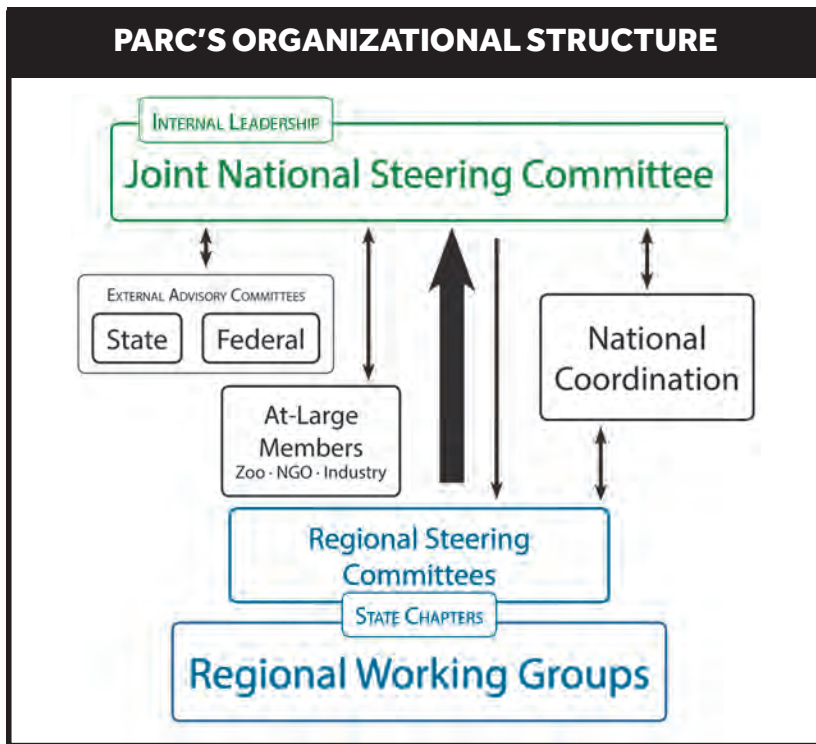 PARC'S ORGANIZATIONAL STRUCTURE
INTERNAL LEADERSHIP
Joint National Steering Committee
EXTERNAL ADVISORY COMMITTEES
State
Federal
National
Coordination
At-Large
Members
Zoo · NGO · Industry
Regional Steering
Committees
STATE CHAPTERS
Regional Working Groups